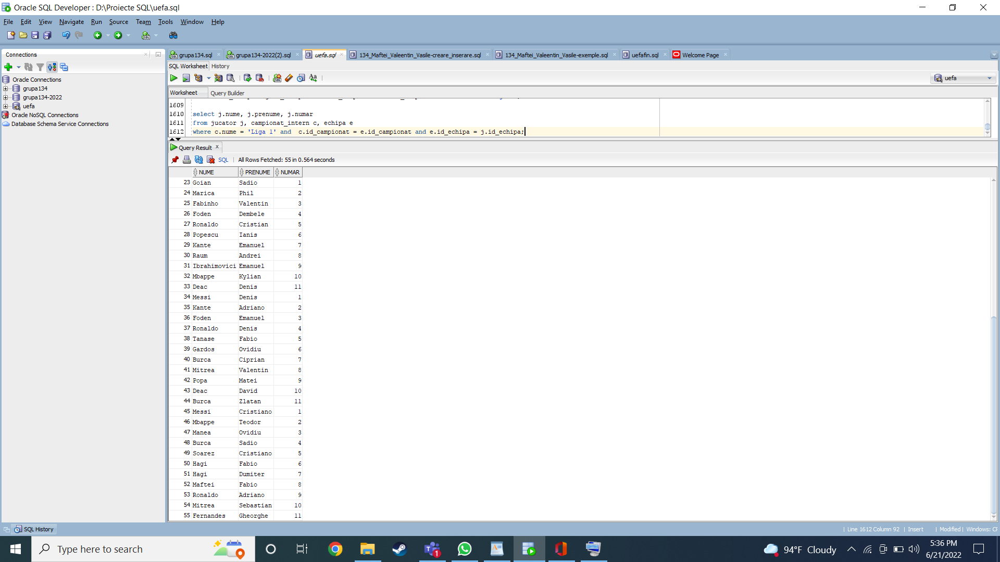 Oracle SQL Developer : D:\Proiecte SQL\uefa.sql
File Edit View Navigate Run Source Team Tools Window Help
Connections
Oracle Connections
grupa134
grupa134-2022
uefa
Oracle NoSQL Connections
Database Schema Service Connections
grupa134.sql grupa134-2022(2).sql uefa.sql 134_Maftei_Valeentin_Vasile-creare_inserare.sql 134_Maftei_Valeentin_Vasile-exemple.sql uefafin.sql Welcome Page
SQL Worksheet History
uefa
Worksheet Query Builder
1609
1610 select j.nume, j.prenume, j.numar
1611 from jucator j, campionat_intern c, echipa e
1612 where c.nume = 'Liga 1' and  c.id_campionat = e.id_campionat and e.id_echipa = j.id_echipa;
Query Result
SQL | All Rows Fetched: 55 in 0.564 seconds
NUME PRENUME NUMAR
23 Goian Sadio 1
24 Marica Phil 2
25 Fabinho Valentin 3
26 Foden Dembele 4
27 Ronaldo Cristian 5
28 Popescu Ianis 6
29 Kante Emanuel 7
30 Raum Andrei 8
31 Ibrahimovici Emanuel 9
32 Mbappe Kylian 10
33 Deac Denis 11
34 Messi Denis 1
35 Kante Adriano 2
36 Foden Emanuel 3
37 Ronaldo Denis 4
38 Tanase Fabio 5
39 Gardos Ovidiu 6
40 Burca Ciprian 7
41 Mitrea Valentin 8
42 Popa Matei 9
43 Deac David 10
44 Burca Zlatan 11
45 Messi Cristiano 1
46 Mbappe Teodor 2
47 Manea Ovidiu 3
48 Burca Sadio 4
49 Soarez Cristiano 5
50 Hagi Fabio 6
51 Hagi Dumiter 7
52 Maftei Fabio 8
53 Ronaldo Adriano 9
54 Mitrea Sebastian 10
55 Fernandes Gheorghe 11
SQL History
| Line 1612 Column 92 | Insert | Modified | Windows:
Type here to search
1
94°F Cloudy
5:36 PM
6/21/2022